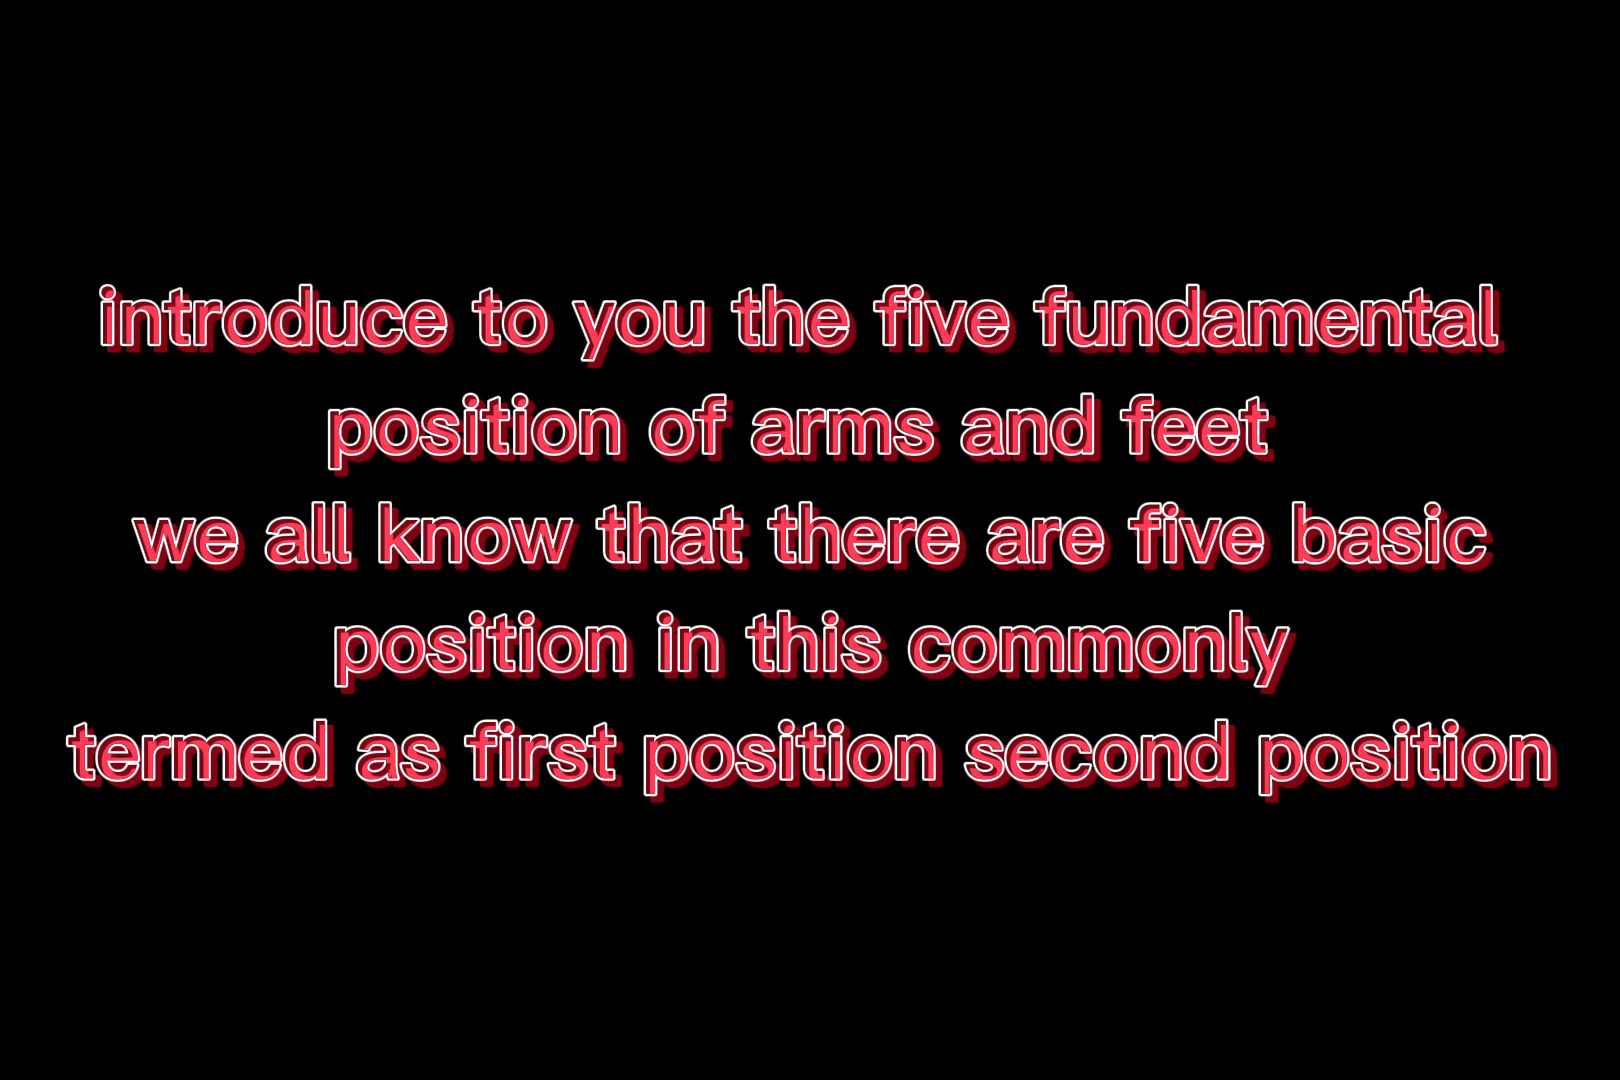 introduce to you the five fundamental
position of arms and feet
we all know that there are five basic
position in this commonly
termed as first position second position